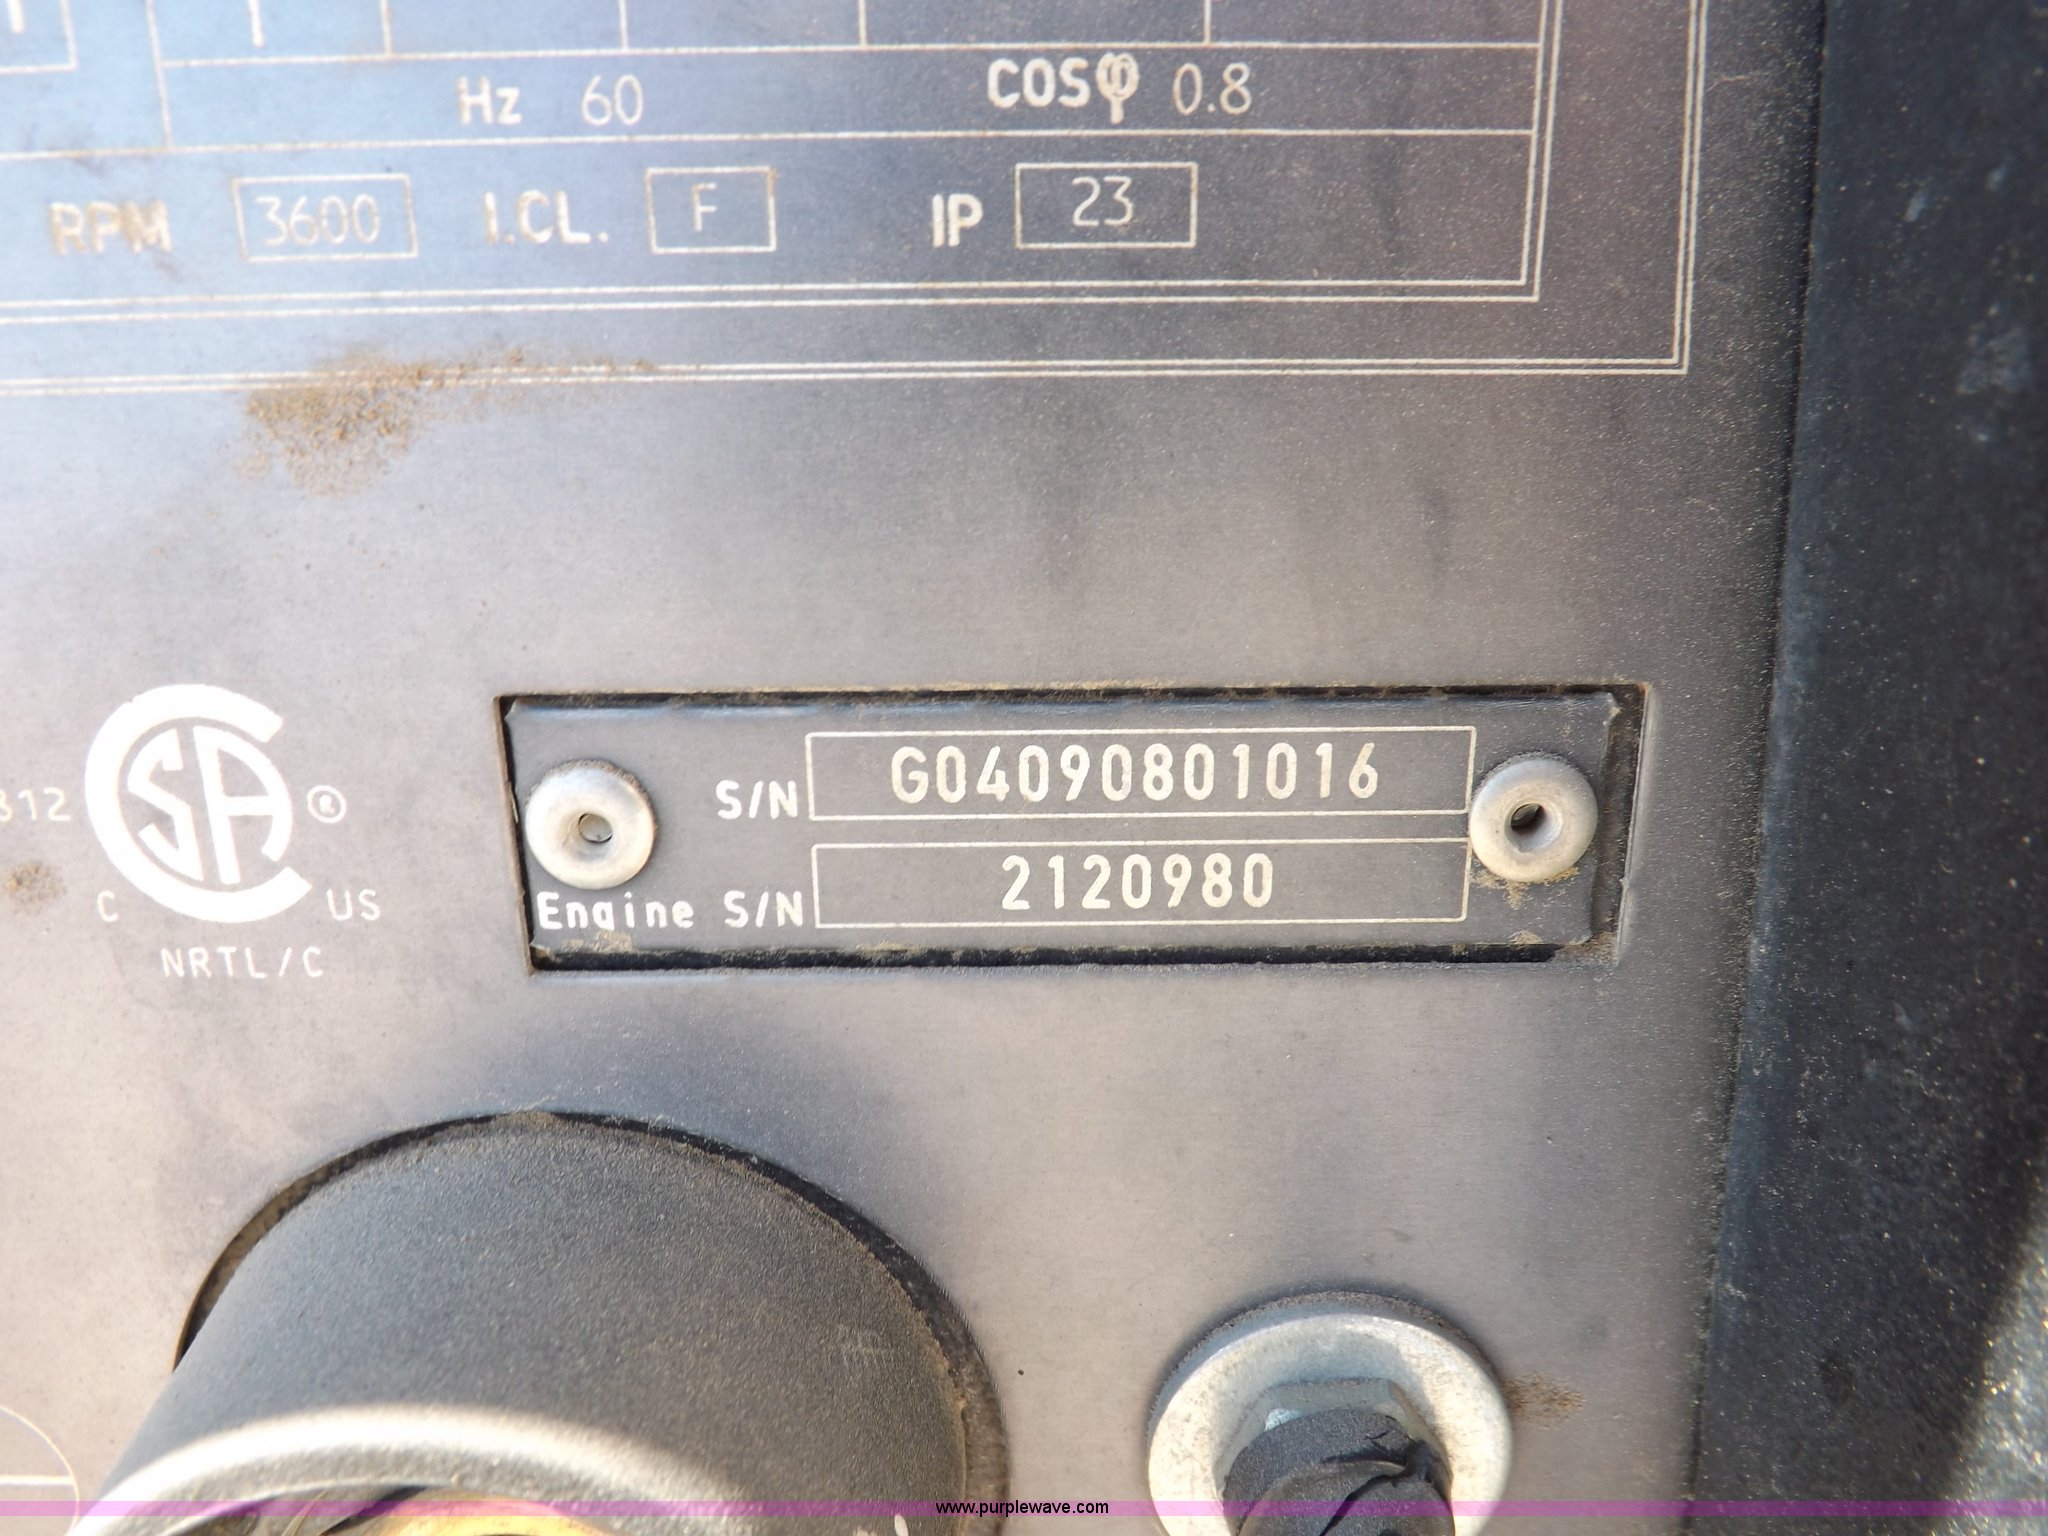 Hz 60 COSφ 0.8
RPM 3600 I.CL. F IP 23
S/N G04090801016
Engine S/N 2120980
312 CSA ®
C US
NRTL/C
www.purplewave.com